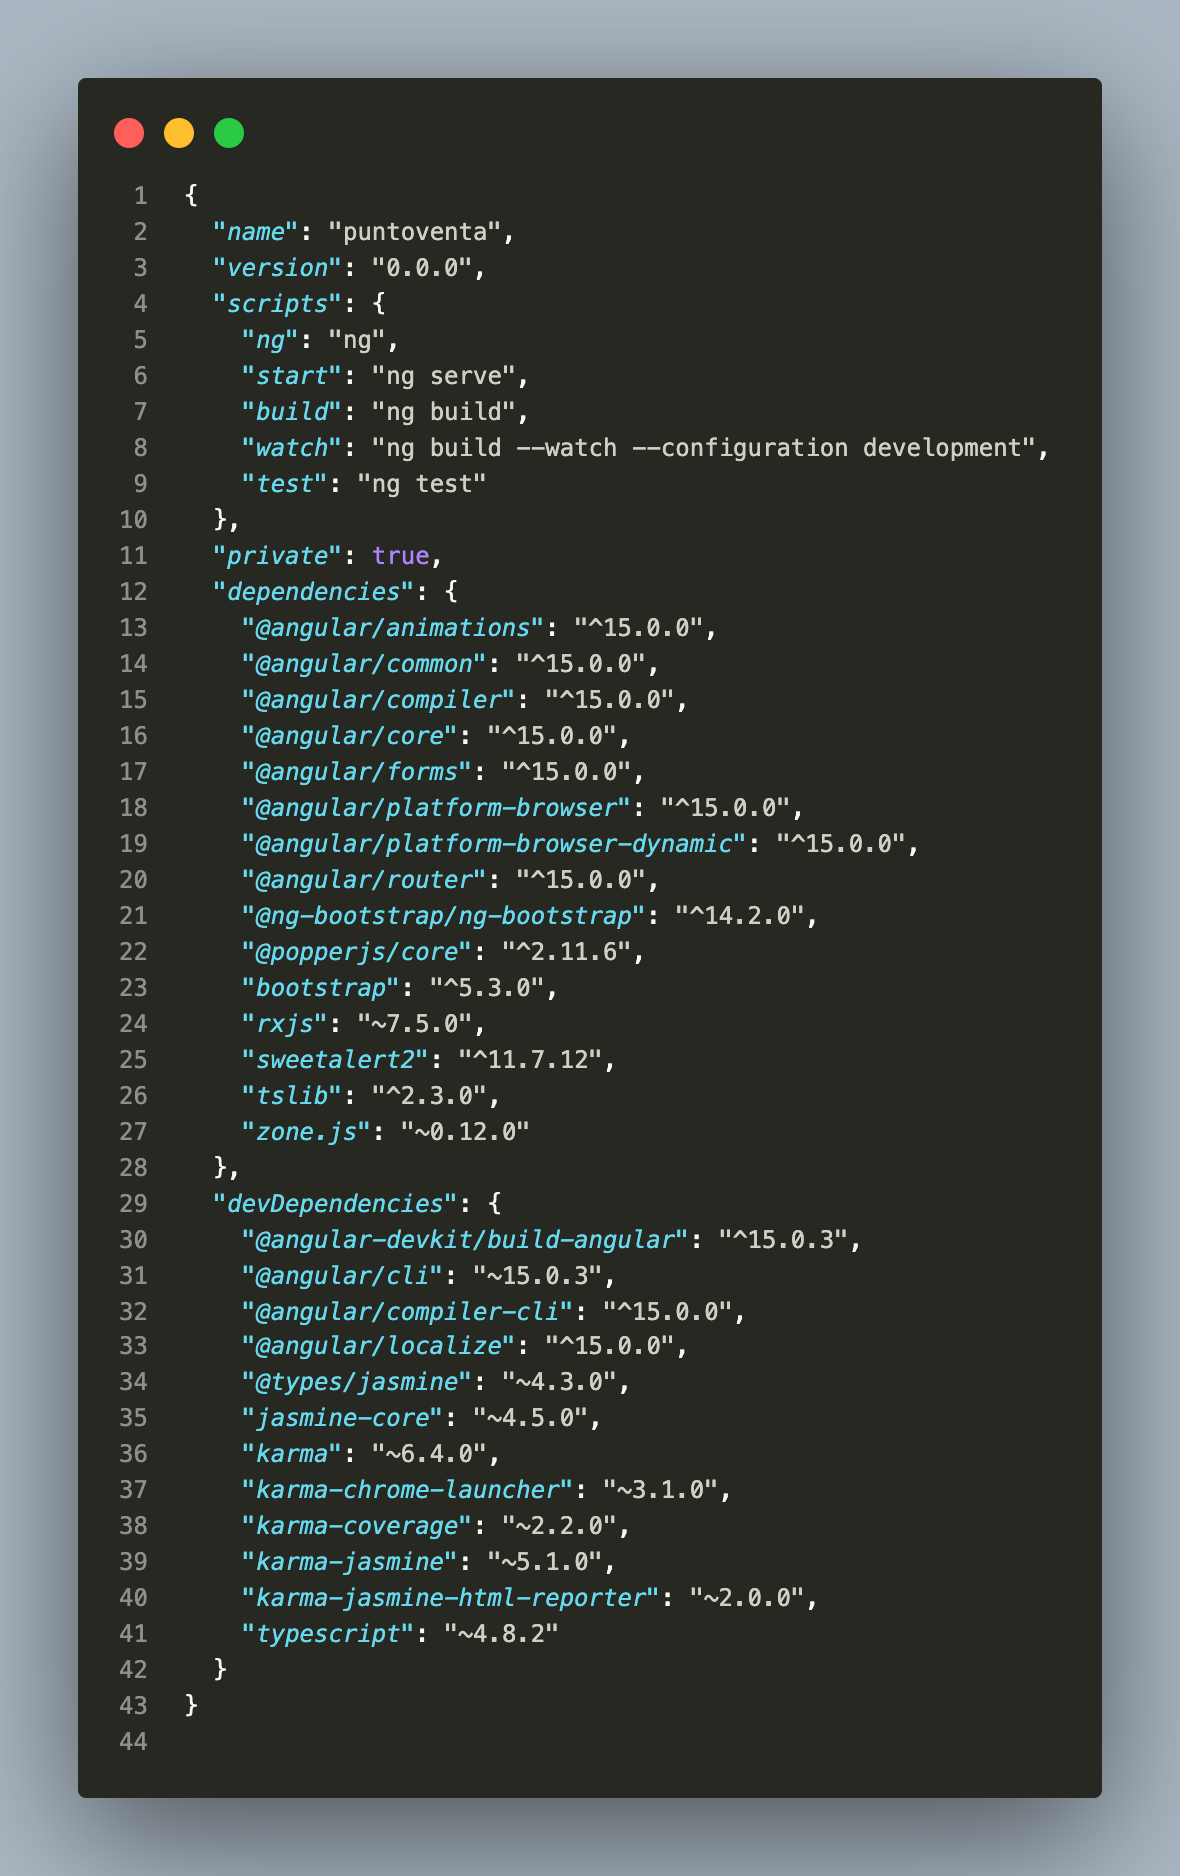 1 {
2   "name": "puntoventa",
3   "version": "0.0.0",
4   "scripts": {
5     "ng": "ng",
6     "start": "ng serve",
7     "build": "ng build",
8     "watch": "ng build --watch --configuration development",
9     "test": "ng test"
10   },
11   "private": true,
12   "dependencies": {
13     "@angular/animations": "^15.0.0",
14     "@angular/common": "^15.0.0",
15     "@angular/compiler": "^15.0.0",
16     "@angular/core": "^15.0.0",
17     "@angular/forms": "^15.0.0",
18     "@angular/platform-browser": "^15.0.0",
19     "@angular/platform-browser-dynamic": "^15.0.0",
20     "@angular/router": "^15.0.0",
21     "@ng-bootstrap/ng-bootstrap": "^14.2.0",
22     "@popperjs/core": "^2.11.6",
23     "bootstrap": "^5.3.0",
24     "rxjs": "~7.5.0",
25     "sweetalert2": "^11.7.12",
26     "tslib": "^2.3.0",
27     "zone.js": "~0.12.0"
28   },
29   "devDependencies": {
30     "@angular-devkit/build-angular": "^15.0.3",
31     "@angular/cli": "~15.0.3",
32     "@angular/compiler-cli": "^15.0.0",
33     "@angular/localize": "^15.0.0",
34     "@types/jasmine": "~4.3.0",
35     "jasmine-core": "~4.5.0",
36     "karma": "~6.4.0",
37     "karma-chrome-launcher": "~3.1.0",
38     "karma-coverage": "~2.2.0",
39     "karma-jasmine": "~5.1.0",
40     "karma-jasmine-html-reporter": "~2.0.0",
41     "typescript": "~4.8.2"
42   }
43 }
44